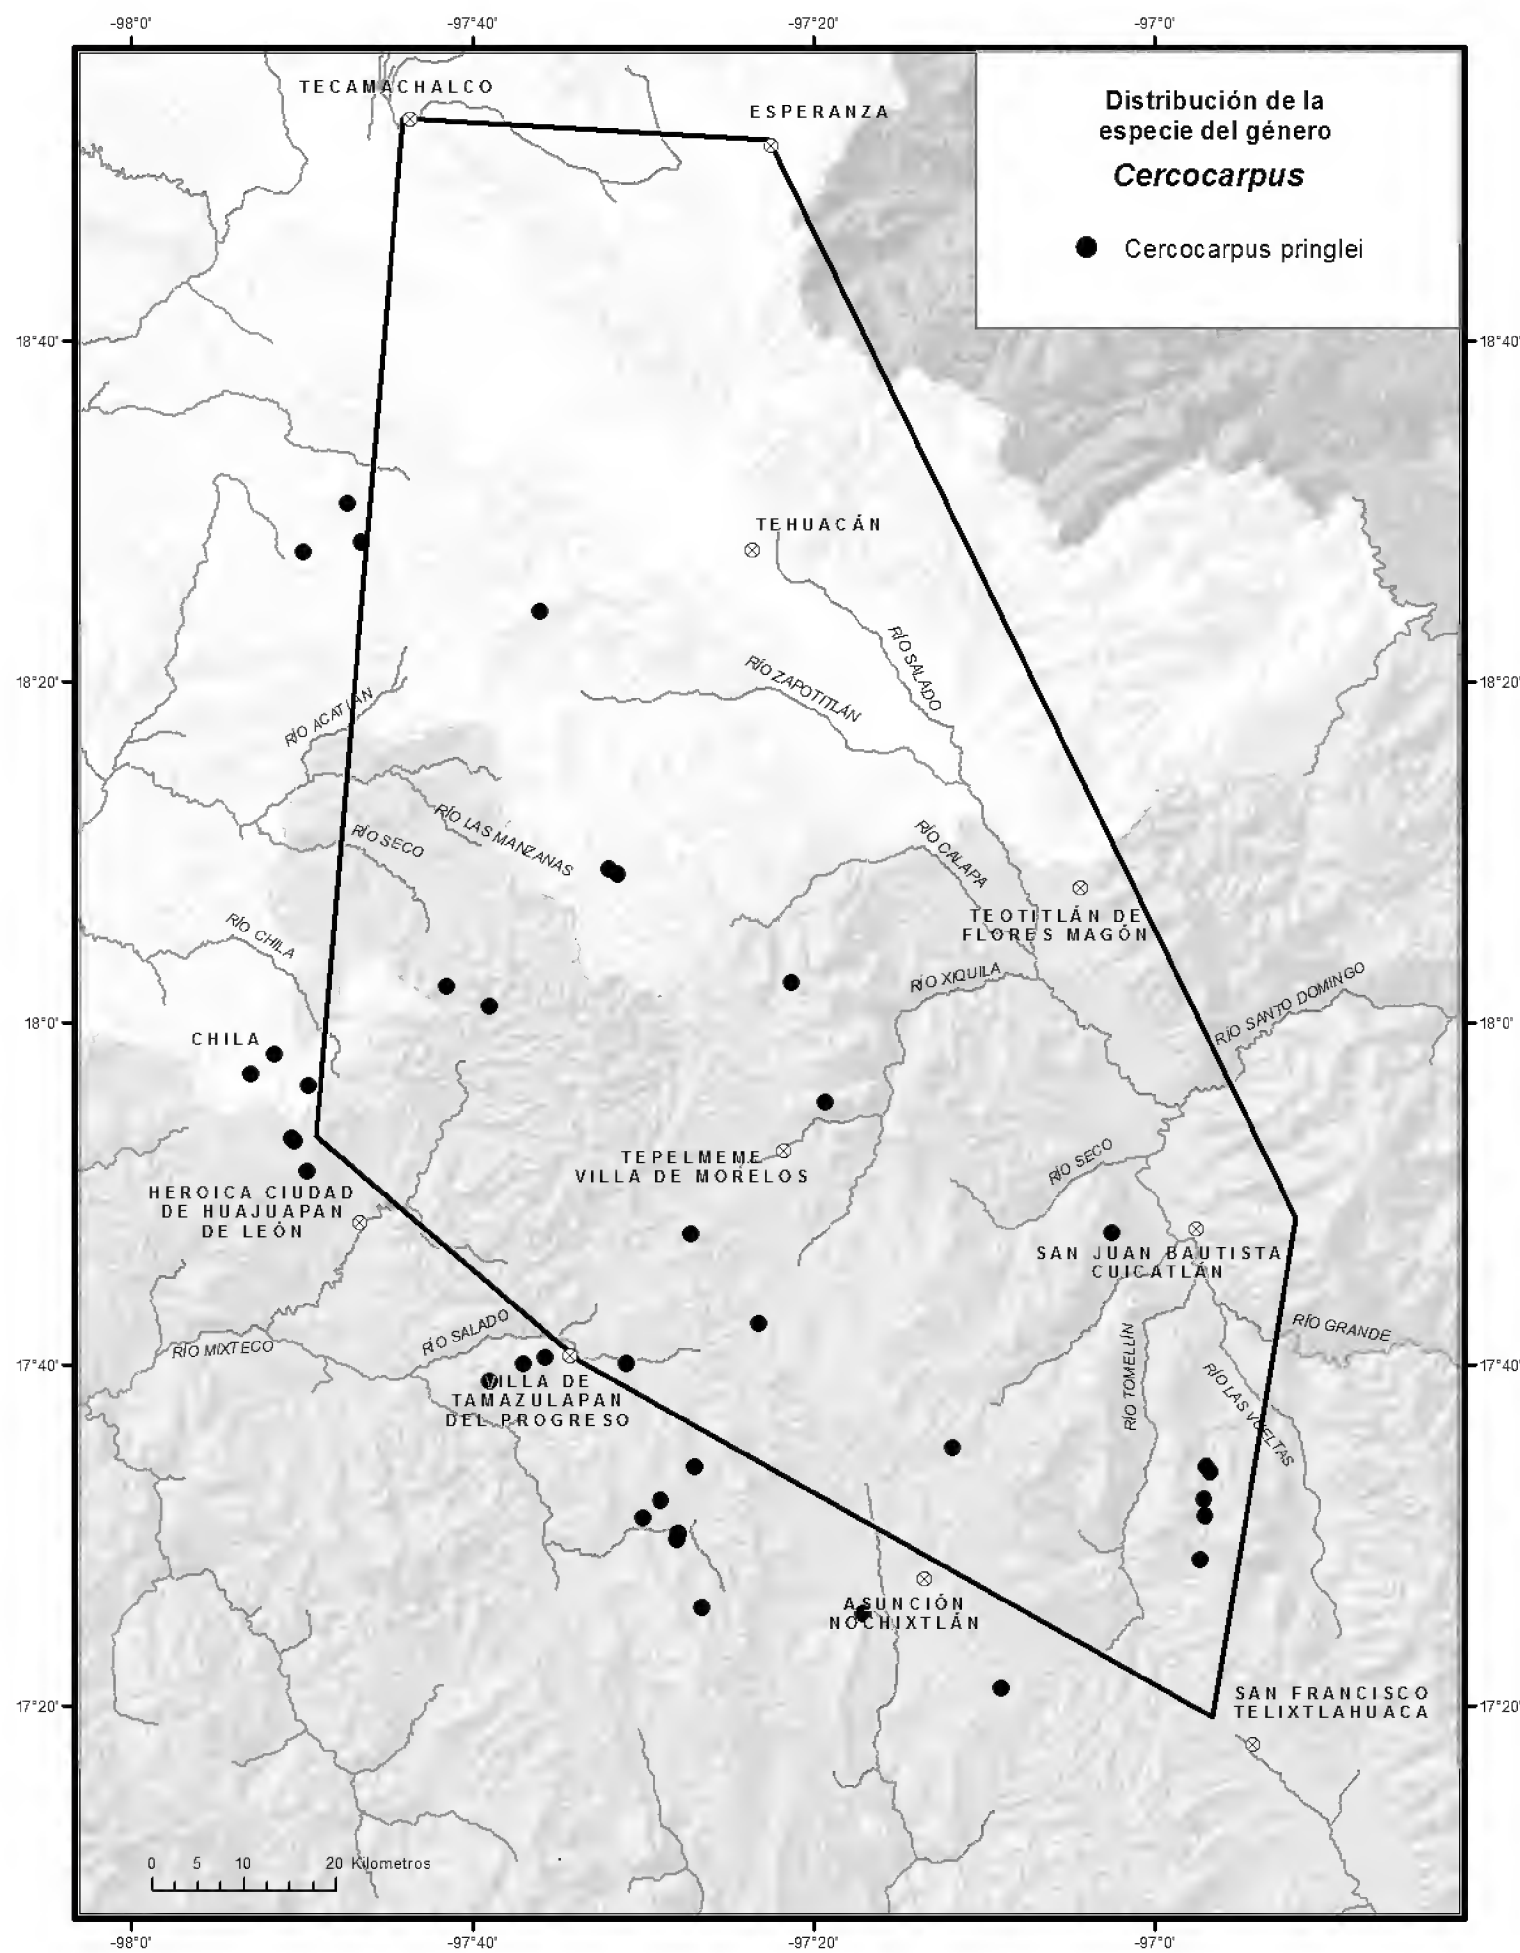 -98°0'
-97°40'
-97°20'
-97°0'
TECAMACHALCO
ESPERANZA
Distribución de la
especie del género
Cercocarpus
Cercocarpus pringlei
18°40'
18°40'
TEHUACÁN
RÍO SALADO
RÍO ZAPOTITLÁN
18°20'
18°20'
RÍO ACATLÁN
RÍO LAS MANZANAS
RÍO SECO
RÍO CALAPA
TEOTITLÁN DE
FLORES MAGÓN
RÍO CHILA
RÍO XIQUILA
RÍO SANTO DOMINGO
18°0'
18°0'
CHILA
TEPELMEME
VILLA DE MORELOS
RÍO SECO
HEROICA CIUDAD
DE HUAJUAPAN
DE LEÓN
SAN JUAN BAUTISTA
CUICATLÁN
RÍO SALADO
RÍO MIXTECO
RÍO GRANDE
RÍO TOMELLÍN
RÍO LAS VUELTAS
17°40'
17°40'
VILLA DE
TAMAZULAPAN
DEL PROGRESO
ASUNCIÓN
NOCHIXTLÁN
SAN FRANCISCO
TELIXTLAHUACA
17°20'
17°20'
0 5 10 20 Kilometros
-98°0'
-97°40'
-97°20'
-97°0'